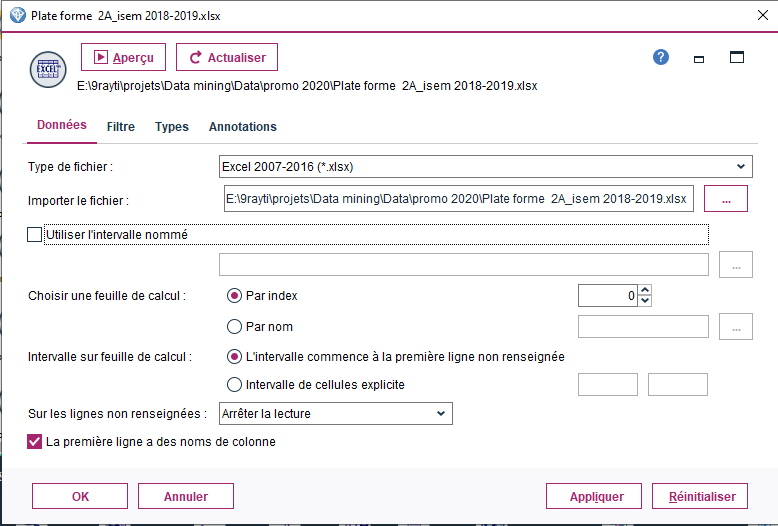 Plate forme  2A_isem 2018-2019.xlsx
EXCEL
Aperçu
Actualiser
?
E:\9rayti\projets\Data mining\Data\promo 2020\Plate forme  2A_isem 2018-2019.xlsx
Données
Filtre
Types
Annotations
Type de fichier :
Excel 2007-2016 (*.xlsx)
Importer le fichier :
E:\9rayti\projets\Data mining\Data\promo 2020\Plate forme  2A_isem 2018-2019.xlsx
...
Utiliser l'intervalle nommé
...
Choisir une feuille de calcul :
Par index
0
Par nom
...
Intervalle sur feuille de calcul :
L'intervalle commence à la première ligne non renseignée
Intervalle de cellules explicite
Sur les lignes non renseignées :
Arrêter la lecture
La première ligne a des noms de colonne
OK
Annuler
Appliquer
Réinitialiser